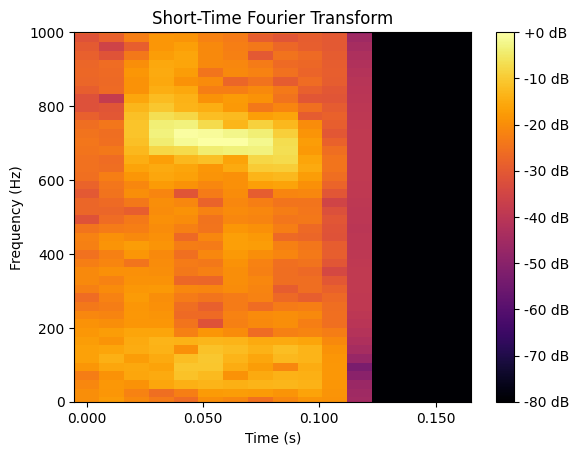 Short-Time Fourier Transform
1000
800
600
400
200
0
Frequency (Hz)
0.000
0.050
0.100
0.150
Time (s)
+0 dB
-10 dB
-20 dB
-30 dB
-40 dB
-50 dB
-60 dB
-70 dB
-80 dB